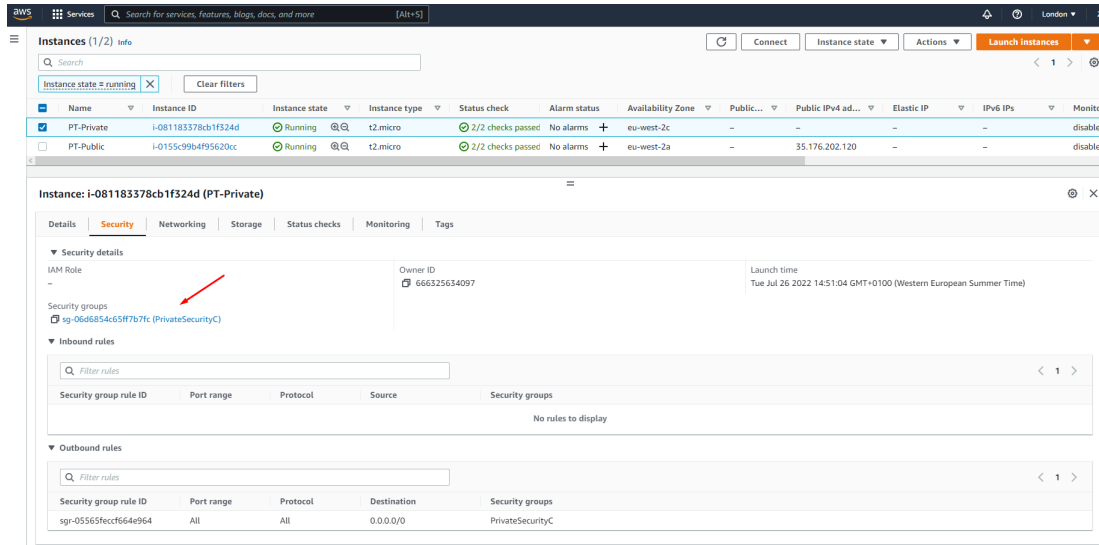 aws Services Search for services, features, blogs, docs, and more [Alt+S] London
Instances (1/2) Info Connect Instance state Actions Launch instances
Search 1
Instance state = running Clear filters
Name Instance ID Instance state Instance type Status check Alarm status Availability Zone Public... Public IPv4 ad... Elastic IP IPv6 IPs Monito
PT-Private i-081183378cb1f324d Running t2.micro 2/2 checks passed No alarms + eu-west-2c – – – – disable
PT-Public i-0155c99b4f95620cc Running t2.micro 2/2 checks passed No alarms + eu-west-2a – 35.176.202.120 – – disable
Instance: i-081183378cb1f324d (PT-Private)
Details Security Networking Storage Status checks Monitoring Tags
Security details
IAM Role Owner ID Launch time
– 666325634097 Tue Jul 26 2022 14:51:04 GMT+0100 (Western European Summer Time)
Security groups
sg-06d6854c65ff7b7fc (PrivateSecurityC)
Inbound rules
Filter rules 1
Security group rule ID Port range Protocol Source Security groups
No rules to display
Outbound rules
Filter rules 1
Security group rule ID Port range Protocol Destination Security groups
sgr-05565feccf664e964 All All 0.0.0.0/0 PrivateSecurityC